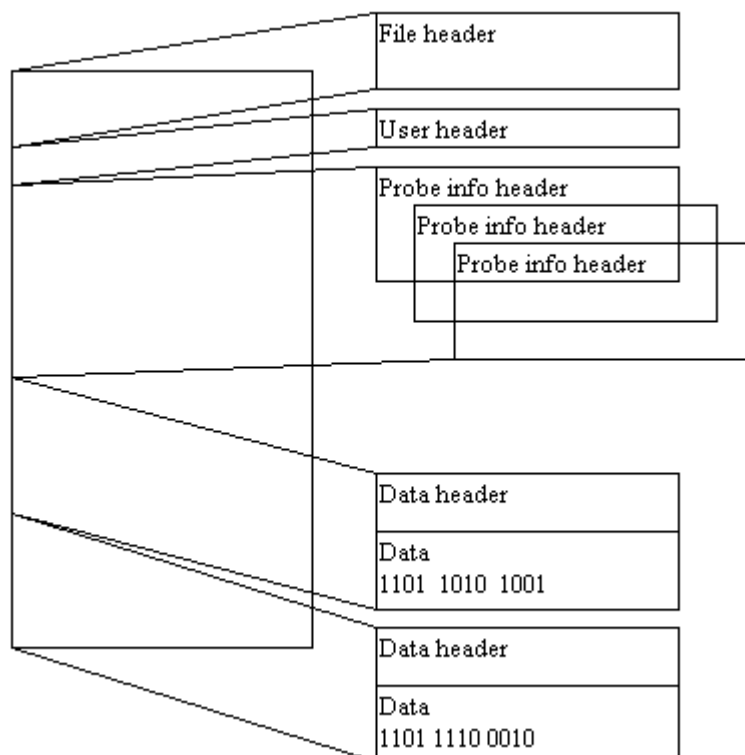 File header
User header
Probe info header
Probe info header
Probe info header
Data header
Data
1101 1010 1001
Data header
Data
1101 1110 0010